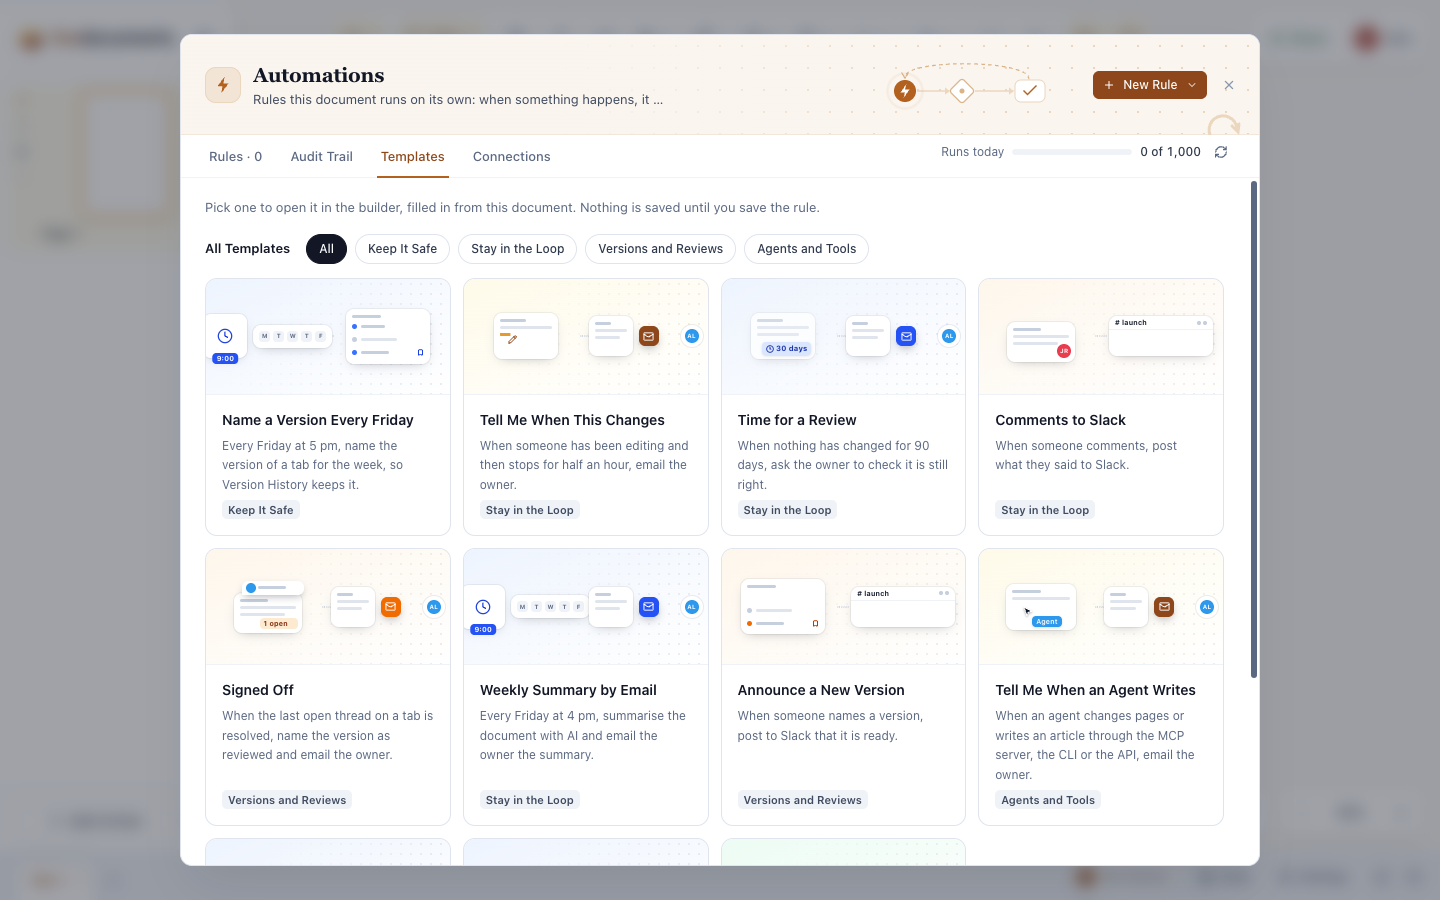 Automations
Rules this document runs on its own: when something happens, it ...
New Rule
Rules · 0
Audit Trail
Templates
Connections
Runs today
0 of 1,000
Pick one to open it in the builder, filled in from this document. Nothing is saved until you save the rule.
All Templates
All
Keep It Safe
Stay in the Loop
Versions and Reviews
Agents and Tools
M T W T F
9:00
AL
30 days
AL
# launch
JR
Name a Version Every Friday
Every Friday at 5 pm, name the
version of a tab for the week, so
Version History keeps it.
Keep It Safe
Tell Me When This Changes
When someone has been editing and
then stops for half an hour, email the
owner.
Stay in the Loop
Time for a Review
When nothing has changed for 90
days, ask the owner to check it is still
right.
Stay in the Loop
Comments to Slack
When someone comments, post
what they said to Slack.
Stay in the Loop
1 open
AL
M T W T F
9:00
AL
# launch
Agent
AL
Signed Off
When the last open thread on a tab is
resolved, name the version as
reviewed and email the owner.
Versions and Reviews
Weekly Summary by Email
Every Friday at 4 pm, summarise the
document with AI and email the
owner the summary.
Stay in the Loop
Announce a New Version
When someone names a version,
post to Slack that it is ready.
Versions and Reviews
Tell Me When an Agent Writes
When an agent changes pages or
writes an article through the MCP
server, the CLI or the API, email the
owner.
Agents and Tools